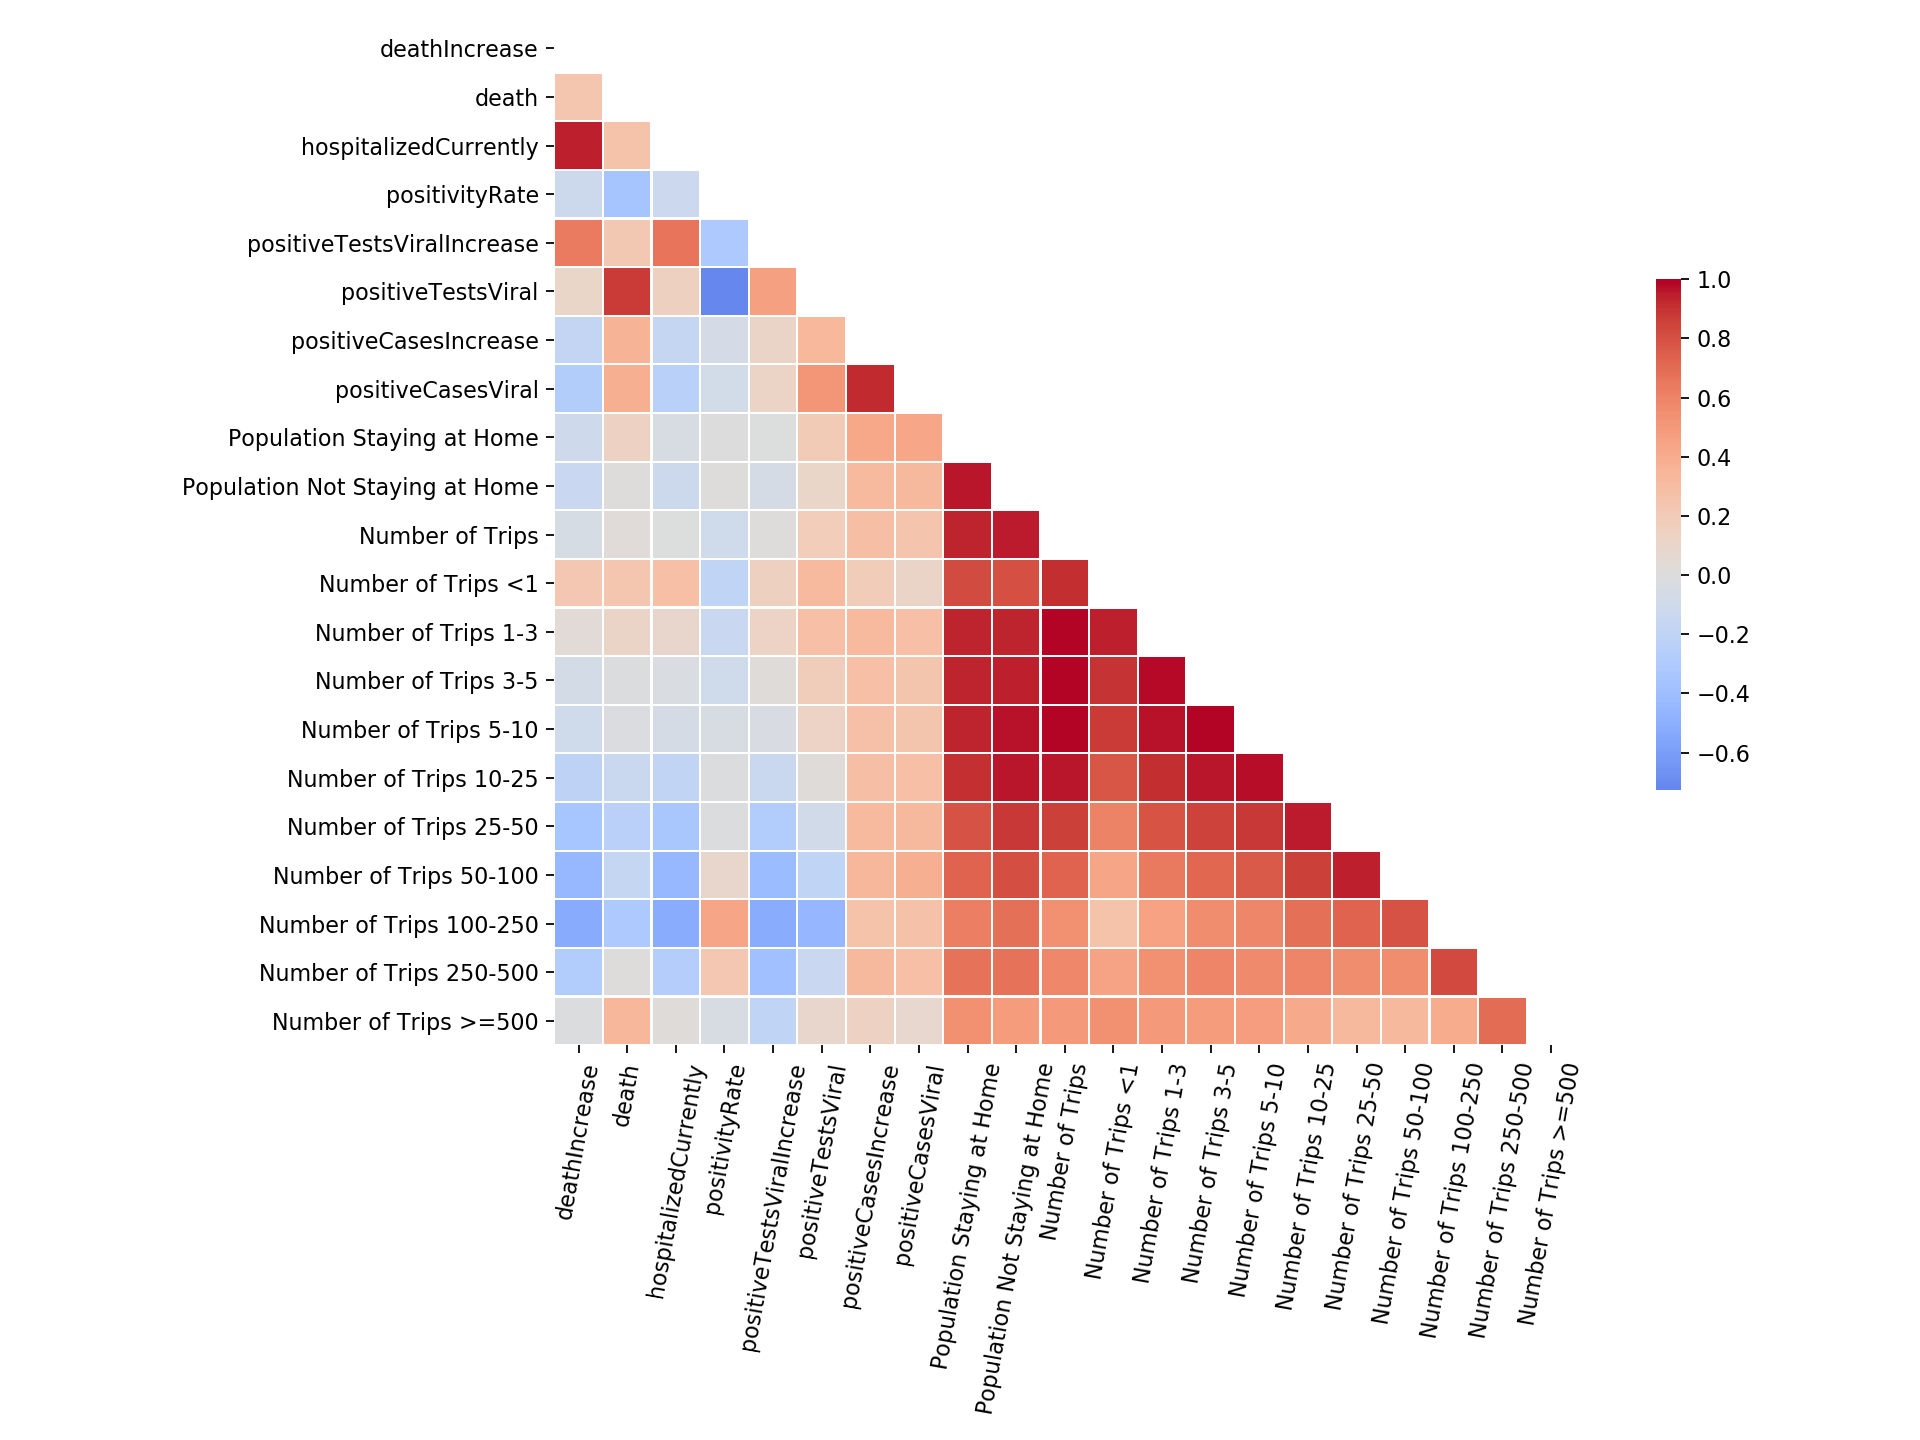 deathIncrease
death
hospitalizedCurrently
positivityRate
positiveTestsViralIncrease
positiveTestsViral
positiveCasesIncrease
positiveCasesViral
Population Staying at Home
Population Not Staying at Home
Number of Trips
Number of Trips <1
Number of Trips 1-3
Number of Trips 3-5
Number of Trips 5-10
Number of Trips 10-25
Number of Trips 25-50
Number of Trips 50-100
Number of Trips 100-250
Number of Trips 250-500
Number of Trips >=500
deathIncrease
death
hospitalizedCurrently
positivityRate
positiveTestsViralIncrease
positiveTestsViral
positiveCasesIncrease
positiveCasesViral
Population Staying at Home
Population Not Staying at Home
Number of Trips
Number of Trips <1
Number of Trips 1-3
Number of Trips 3-5
Number of Trips 5-10
Number of Trips 10-25
Number of Trips 25-50
Number of Trips 50-100
Number of Trips 100-250
Number of Trips 250-500
Number of Trips >=500
1.0
0.8
0.6
0.4
0.2
0.0
−0.2
−0.4
−0.6